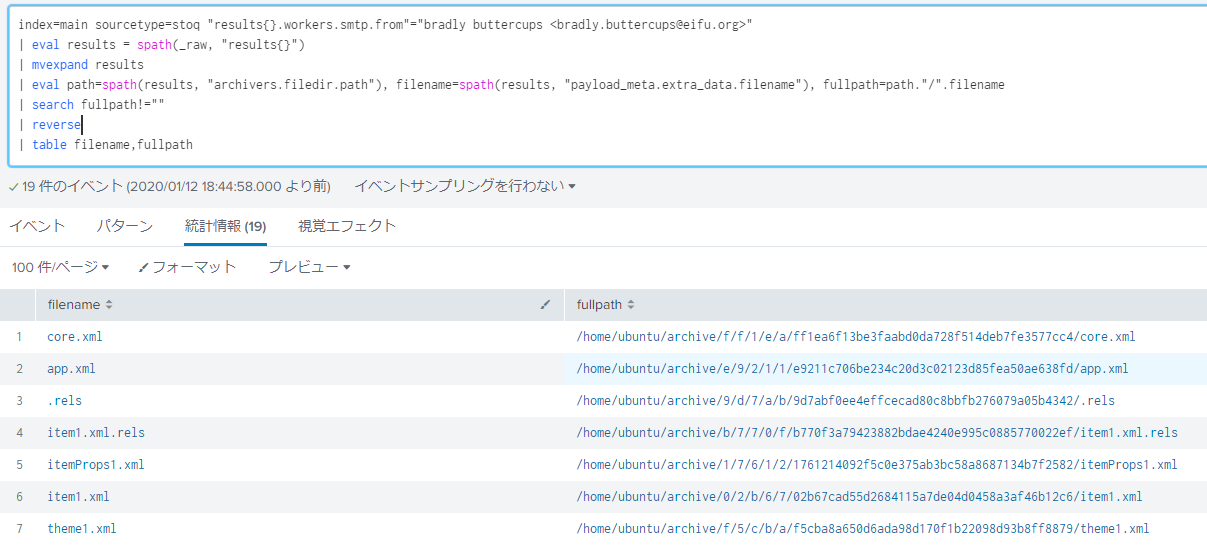 index=main sourcetype=stoq "results{}.workers.smtp.from"="bradly buttercups <bradly.buttercups@eifu.org>"
| eval results = spath(_raw, "results{}")
| mvexpand results
| eval path=spath(results, "archivers.filedir.path"), filename=spath(results, "payload_meta.extra_data.filename"), fullpath=path."/".filename
| search fullpath!=""
| reverse
| table filename,fullpath
✓ 19 件のイベント (2020/01/12 18:44:58.000 より前) イベントサンプリングを行わない ▾
イベント パターン 統計情報 (19) 視覚エフェクト
100 件/ページ ▾ フォーマット プレビュー ▾
filename fullpath
1 core.xml /home/ubuntu/archive/f/f/1/e/a/ff1ea6f13be3faabd0da728f514deb7fe3577cc4/core.xml
2 app.xml /home/ubuntu/archive/e/9/2/1/1/e9211c706be234c20d3c02123d85fea50ae638fd/app.xml
3 .rels /home/ubuntu/archive/9/d/7/a/b/9d7abf0ee4effcecad80c8bbfb276079a05b4342/.rels
4 item1.xml.rels /home/ubuntu/archive/b/7/7/0/f/b770f3a79423882bdae4240e995c0885770022ef/item1.xml.rels
5 itemProps1.xml /home/ubuntu/archive/1/7/6/1/2/1761214092f5c0e375ab3bc58a8687134b7f2582/itemProps1.xml
6 item1.xml /home/ubuntu/archive/0/2/b/6/7/02b67cad55d2684115a7de04d0458a3af46b12c6/item1.xml
7 theme1.xml /home/ubuntu/archive/f/5/c/b/a/f5cba8a650d6ada98d170f1b22098d93b8ff8879/theme1.xml